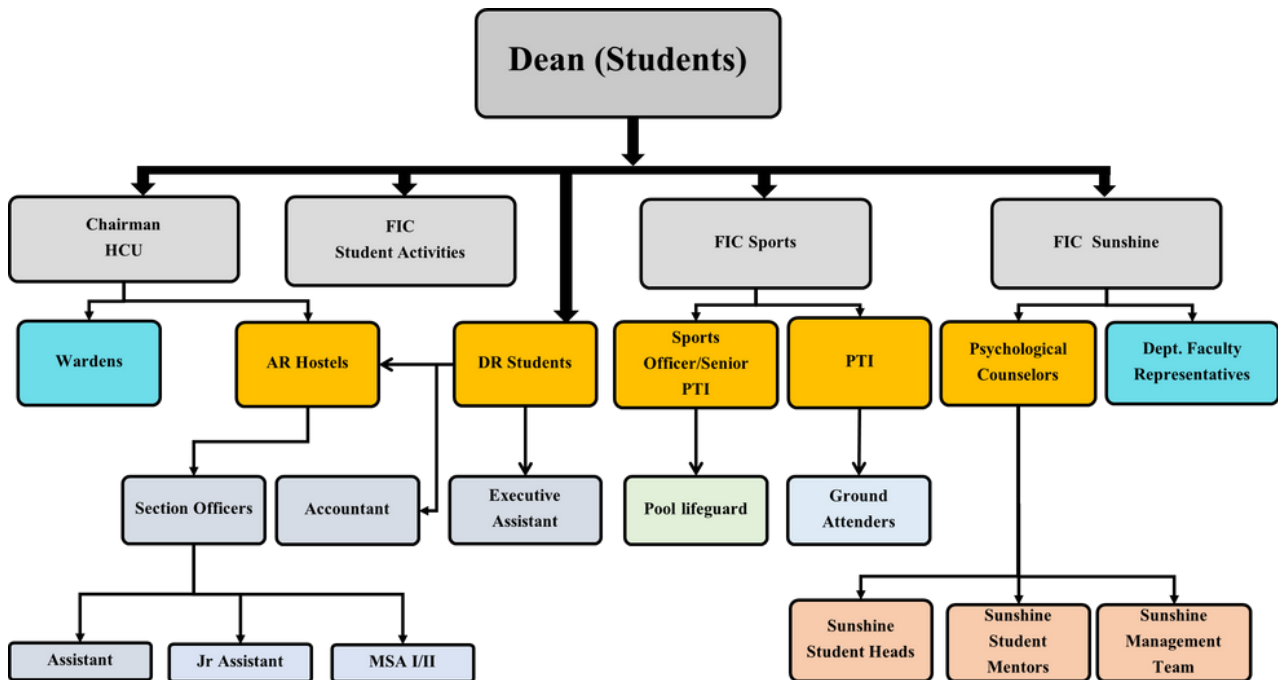 Dean (Students)
Chairman
HCU
FIC
Student Activities
FIC Sports
FIC Sunshine
Wardens
AR Hostels
DR Students
Sports
Officer/Senior
PTI
PTI
Psychological
Counselors
Dept. Faculty
Representatives
Section Officers
Accountant
Executive
Assistant
Pool lifeguard
Ground
Attenders
Assistant
Jr Assistant
MSA I/II
Sunshine
Student Heads
Sunshine
Student
Mentors
Sunshine
Management
Team